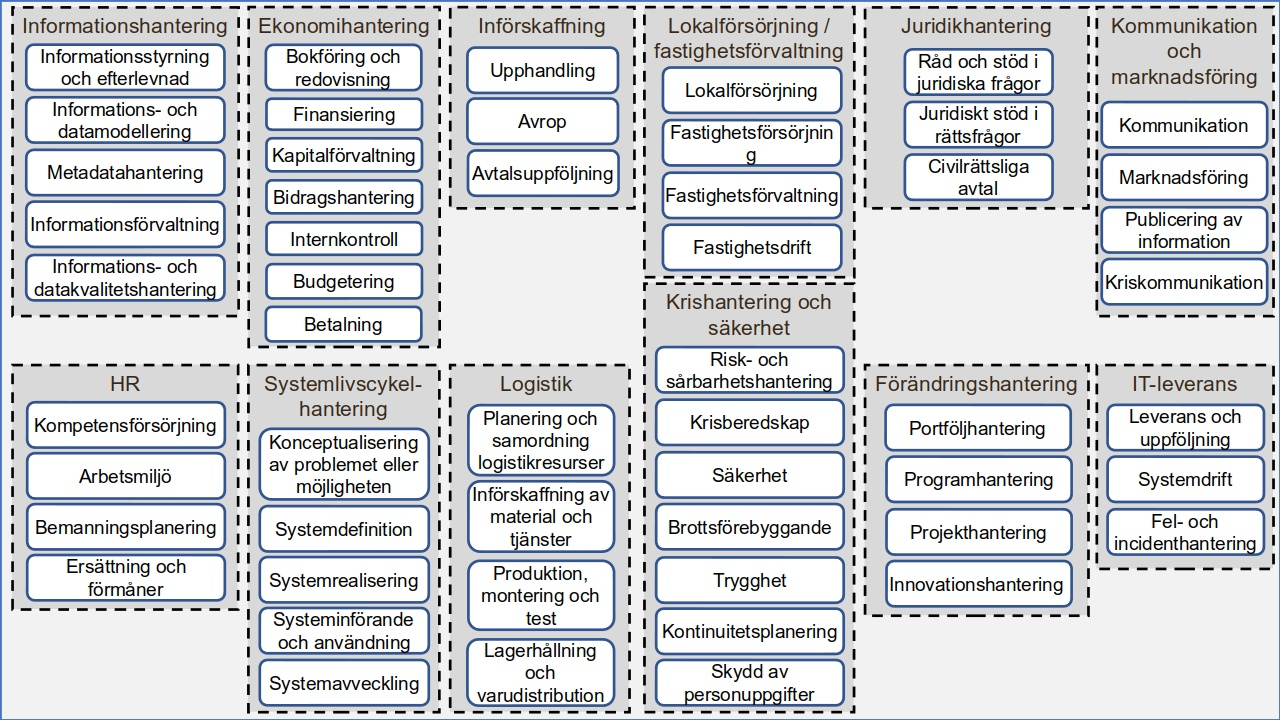 Informationshantering
Informationsstyrning
och efterlevnad
Informations- och
datamodellering
Metadatahantering
Informationsförvaltning
Informations- och
datakvalitetshantering
Ekonomihantering
Bokföring och
redovisning
Finansiering
Kapitalförvaltning
Bidragshantering
Internkontroll
Budgetering
Betalning
Införskaffning
Upphandling
Avrop
Avtalsuppföljning
Lokalförsörjning /
fastighetsförvaltning
Lokalförsörjning
Fastighetsförsörjnin
g
Fastighetsförvaltning
Fastighetsdrift
Juridikhantering
Råd och stöd i
juridiska frågor
Juridiskt stöd i
rättsfrågor
Civilrättsliga
avtal
Kommunikation
och
marknadsföring
Kommunikation
Marknadsföring
Publicering av
information
Kriskommunikation
HR
Kompetensförsörjning
Arbetsmiljö
Bemanningsplanering
Ersättning och
förmåner
Systemlivscykel-
hantering
Konceptualisering
av problemet eller
möjligheten
Systemdefinition
Systemrealisering
Systeminförande
och användning
Systemavveckling
Logistik
Planering och
samordning
logistikresurser
Införskaffning av
material och
tjänster
Produktion,
montering och
test
Lagerhållning
och
varudistribution
Krishantering och
säkerhet
Risk- och
sårbarhetshantering
Krisberedskap
Säkerhet
Brottsförebyggande
Trygghet
Kontinuitetsplanering
Skydd av
personuppgifter
Förändringshantering
Portföljhantering
Programhantering
Projekthantering
Innovationshantering
IT-leverans
Leverans och
uppföljning
Systemdrift
Fel- och
incidenthantering